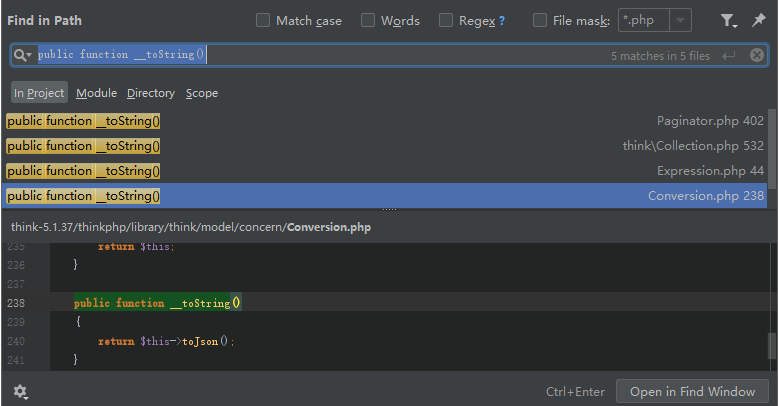 Find in Path
Match case
Words
Regex ?
File mask:
*.php
public function __toString()
5 matches in 5 files
In Project
Module
Directory
Scope
public function __toString() Paginator.php 402
public function __toString() think\Collection.php 532
public function __toString() Expression.php 44
public function __toString() Conversion.php 238
think-5.1.37/thinkphp/library/think/model/concern/Conversion.php
235 return $this;
236 }
237
238 public function __toString()
239 {
240 return $this->toJson();
241 }
Ctrl+Enter
Open in Find Window